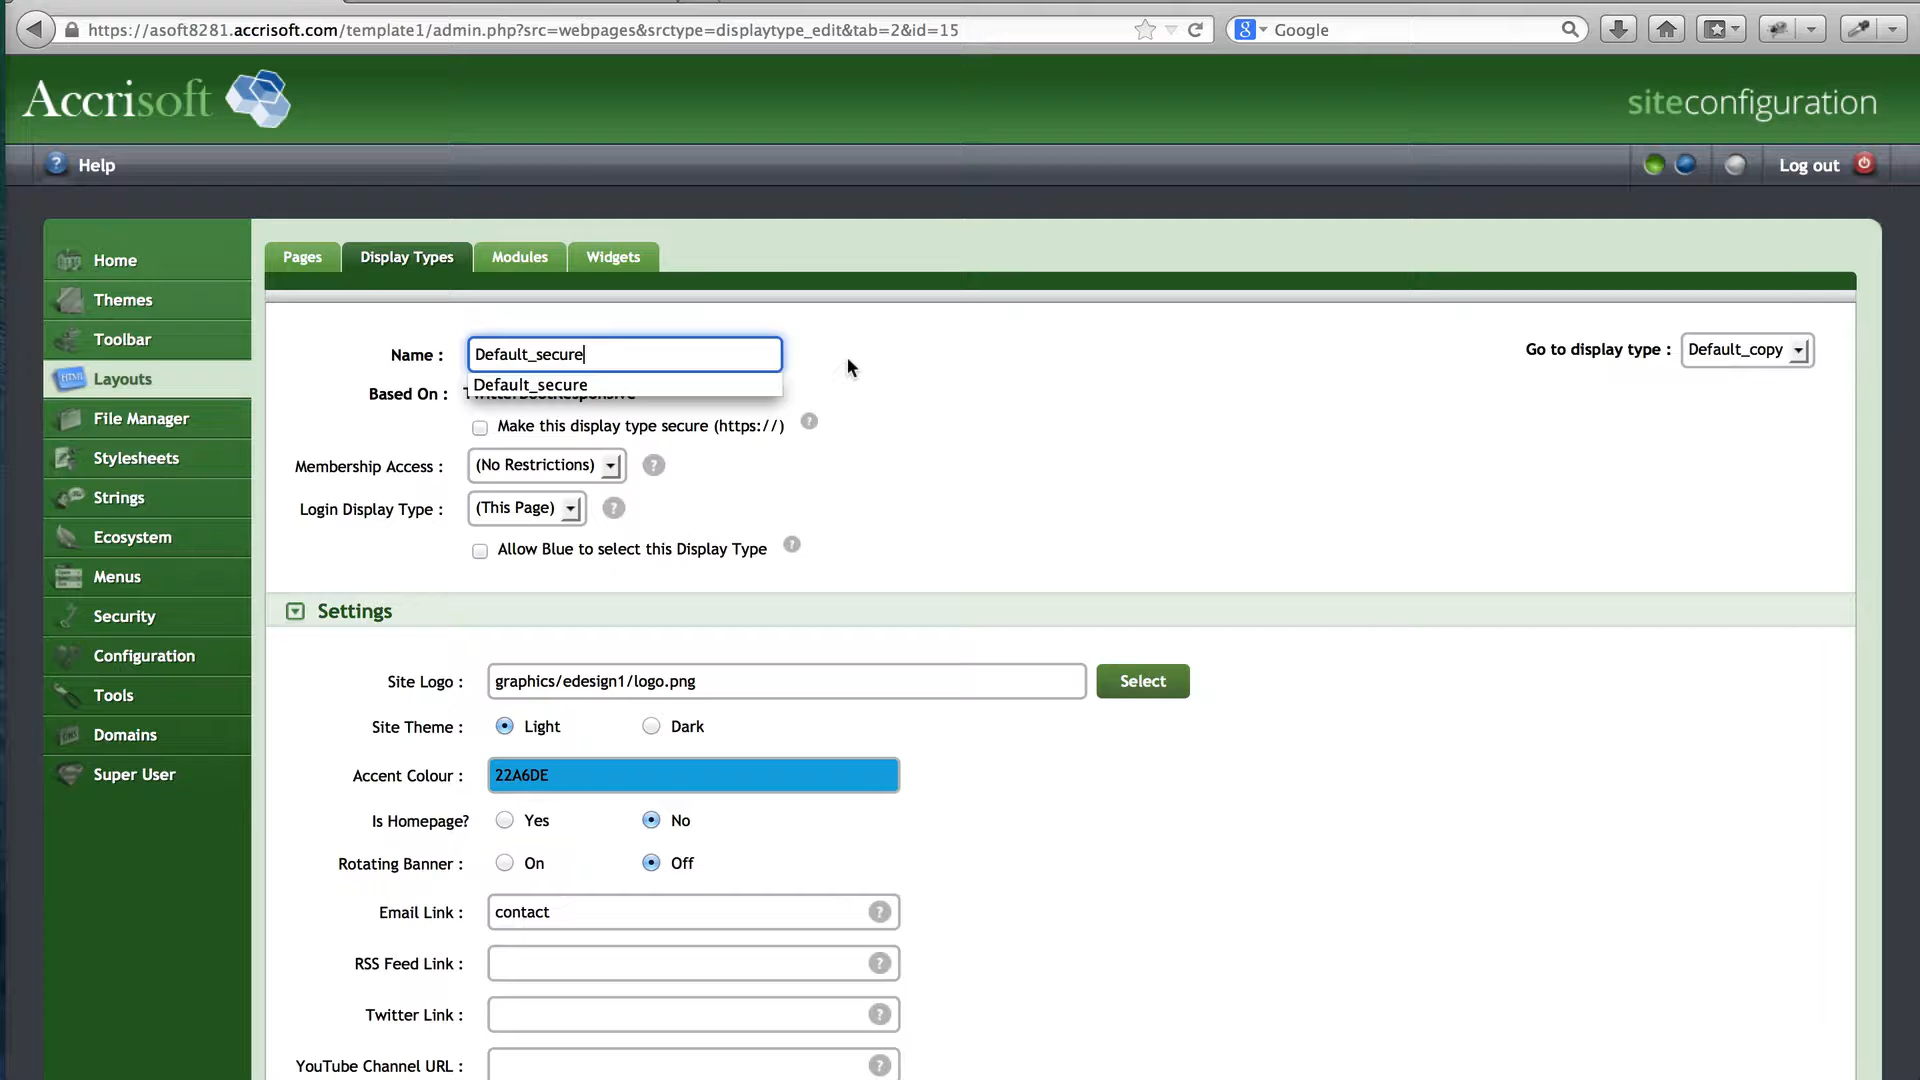 https://asoft8281.accrisoft.com/template1/admin.php?src=webpages&srctype=displaytype_edit&tab=2&id=15
Google
Accrisoft
siteconfiguration
Help
Log out
Home
Themes
Toolbar
Layouts
File Manager
Stylesheets
Strings
Ecosystem
Menus
Security
Configuration
Tools
Domains
Super User
Pages
Display Types
Modules
Widgets
Name : Default_secure
Default_secure
Go to display type : Default_copy
Based On :
Make this display type secure (https://)
Membership Access : (No Restrictions)
Login Display Type : (This Page)
Allow Blue to select this Display Type
Settings
Site Logo : graphics/edesign1/logo.png Select
Site Theme : Light Dark
Accent Colour : 22A6DE
Is Homepage? Yes No
Rotating Banner : On Off
Email Link : contact
RSS Feed Link :
Twitter Link :
YouTube Channel URL :